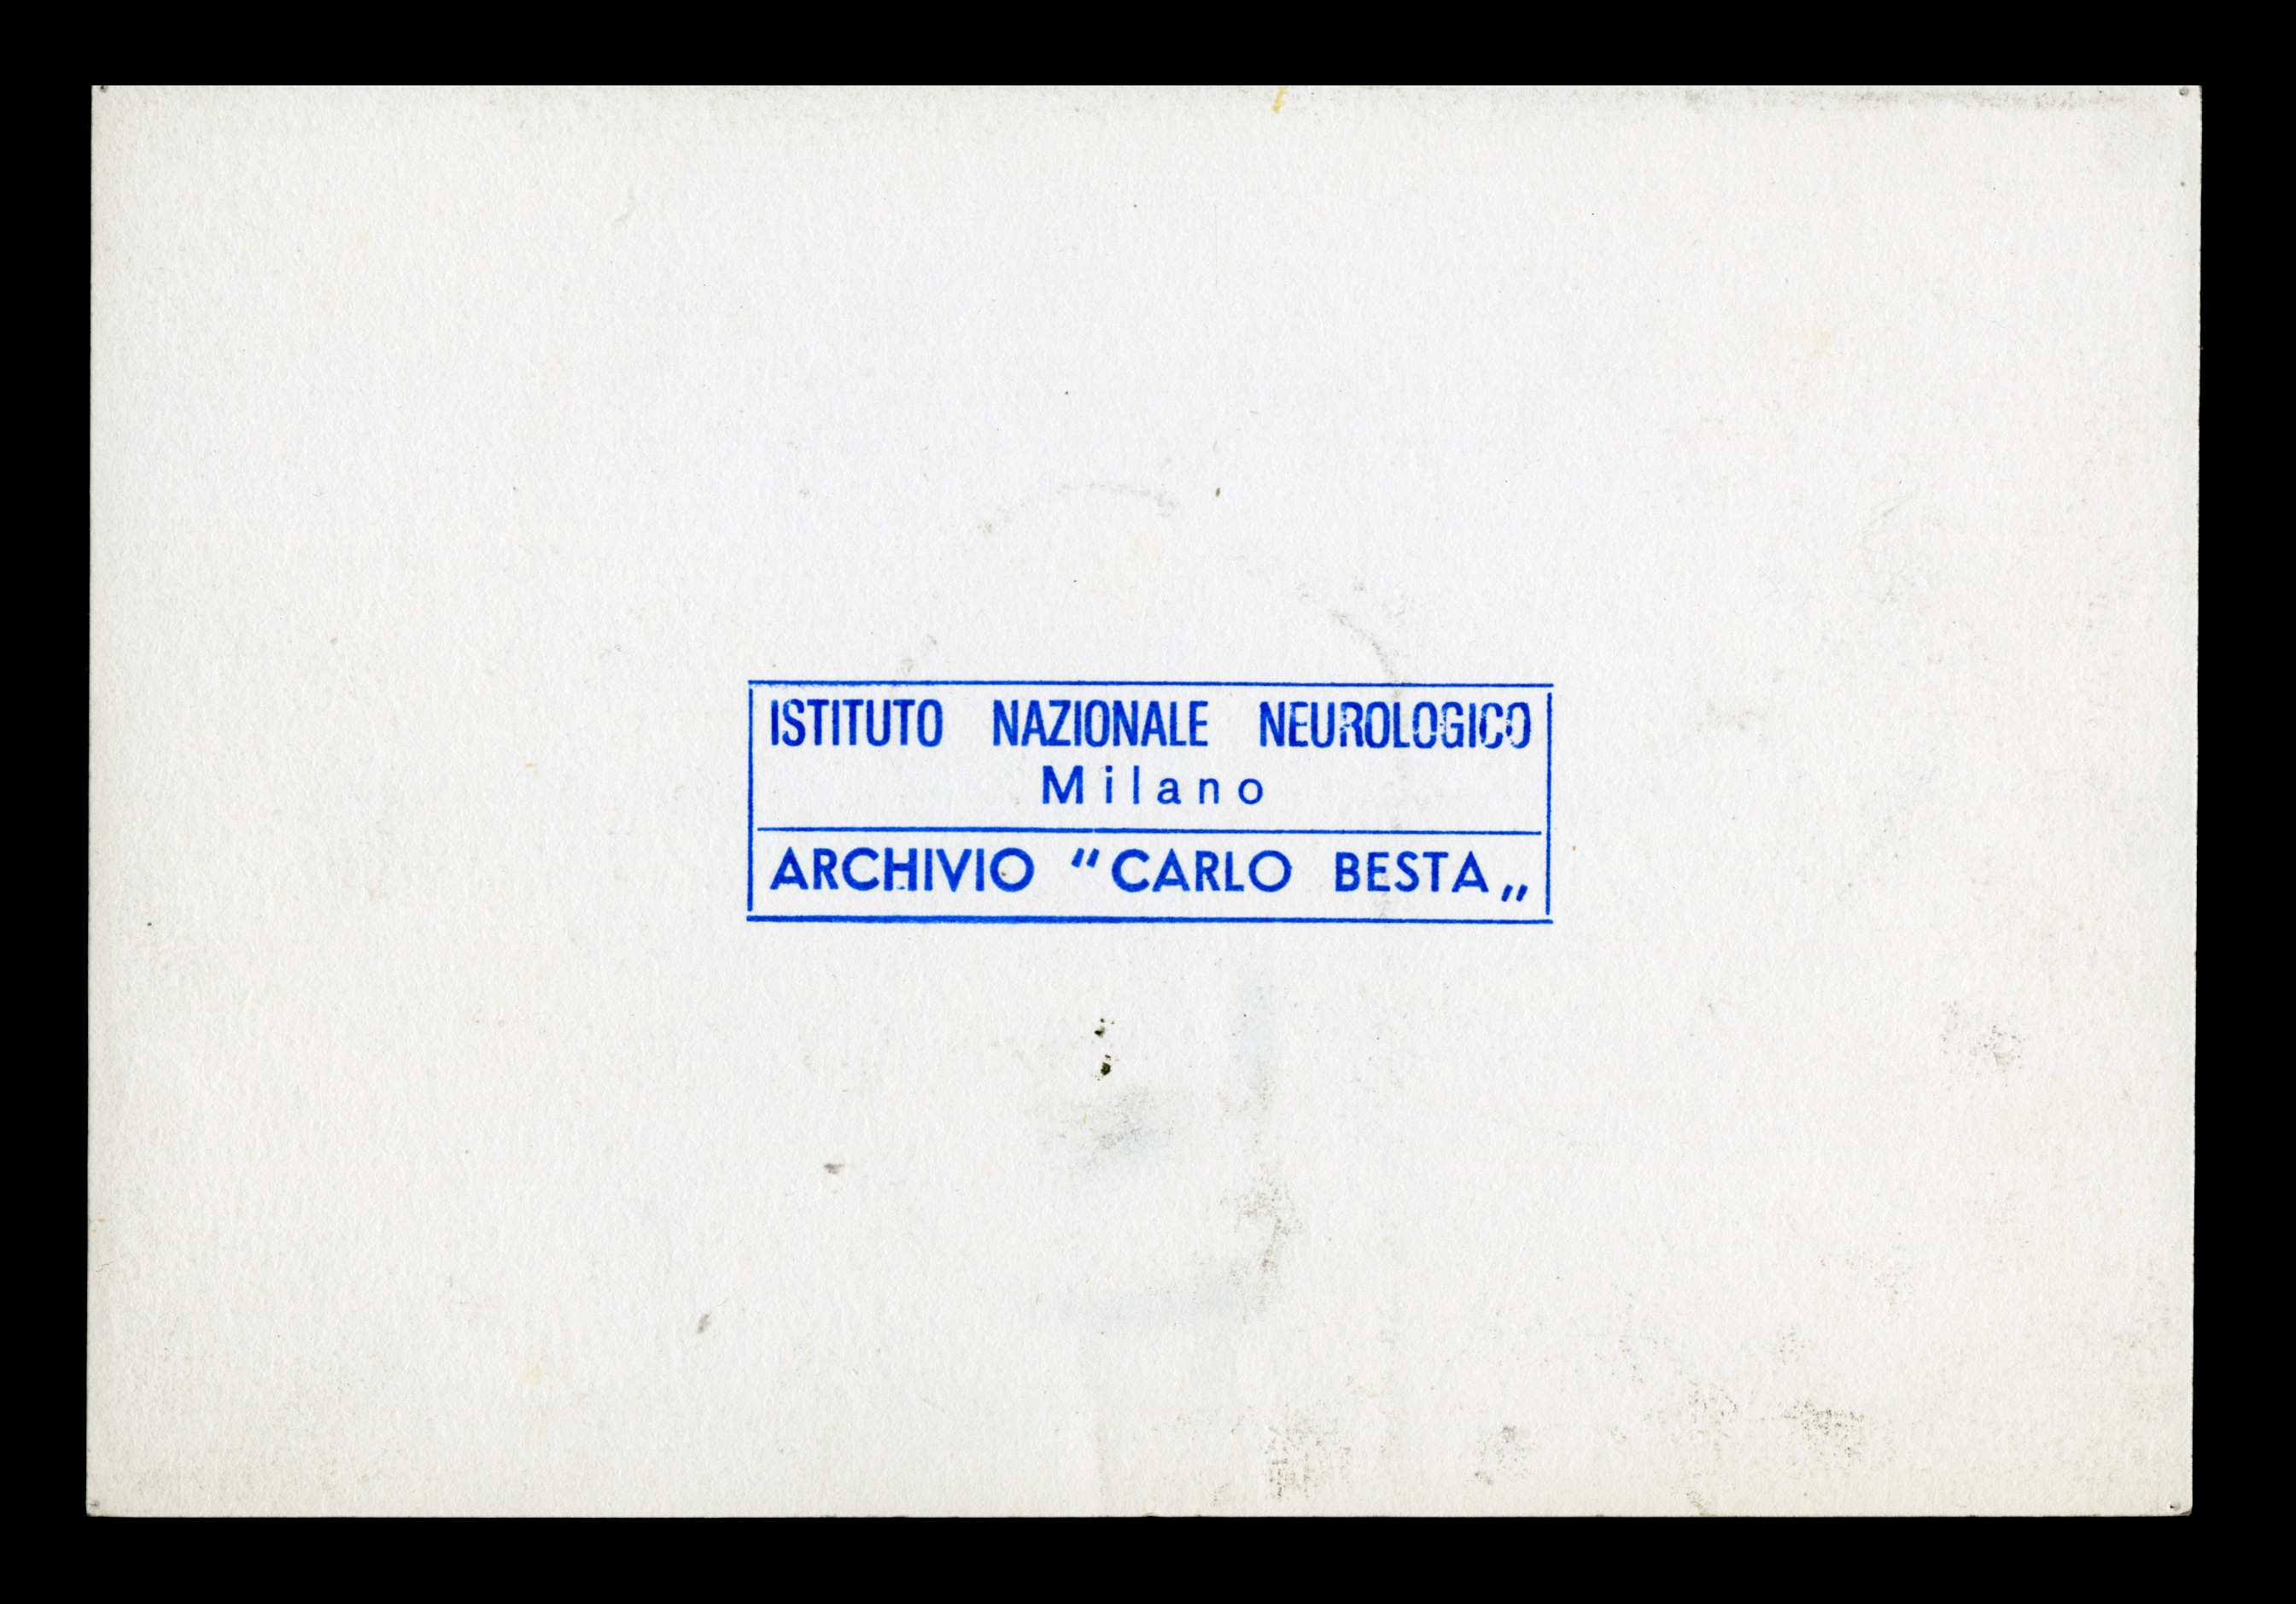 ISTITUTO NAZIONALE NEUROLOGICO
Milano
ARCHIVIO “CARLO BESTA„